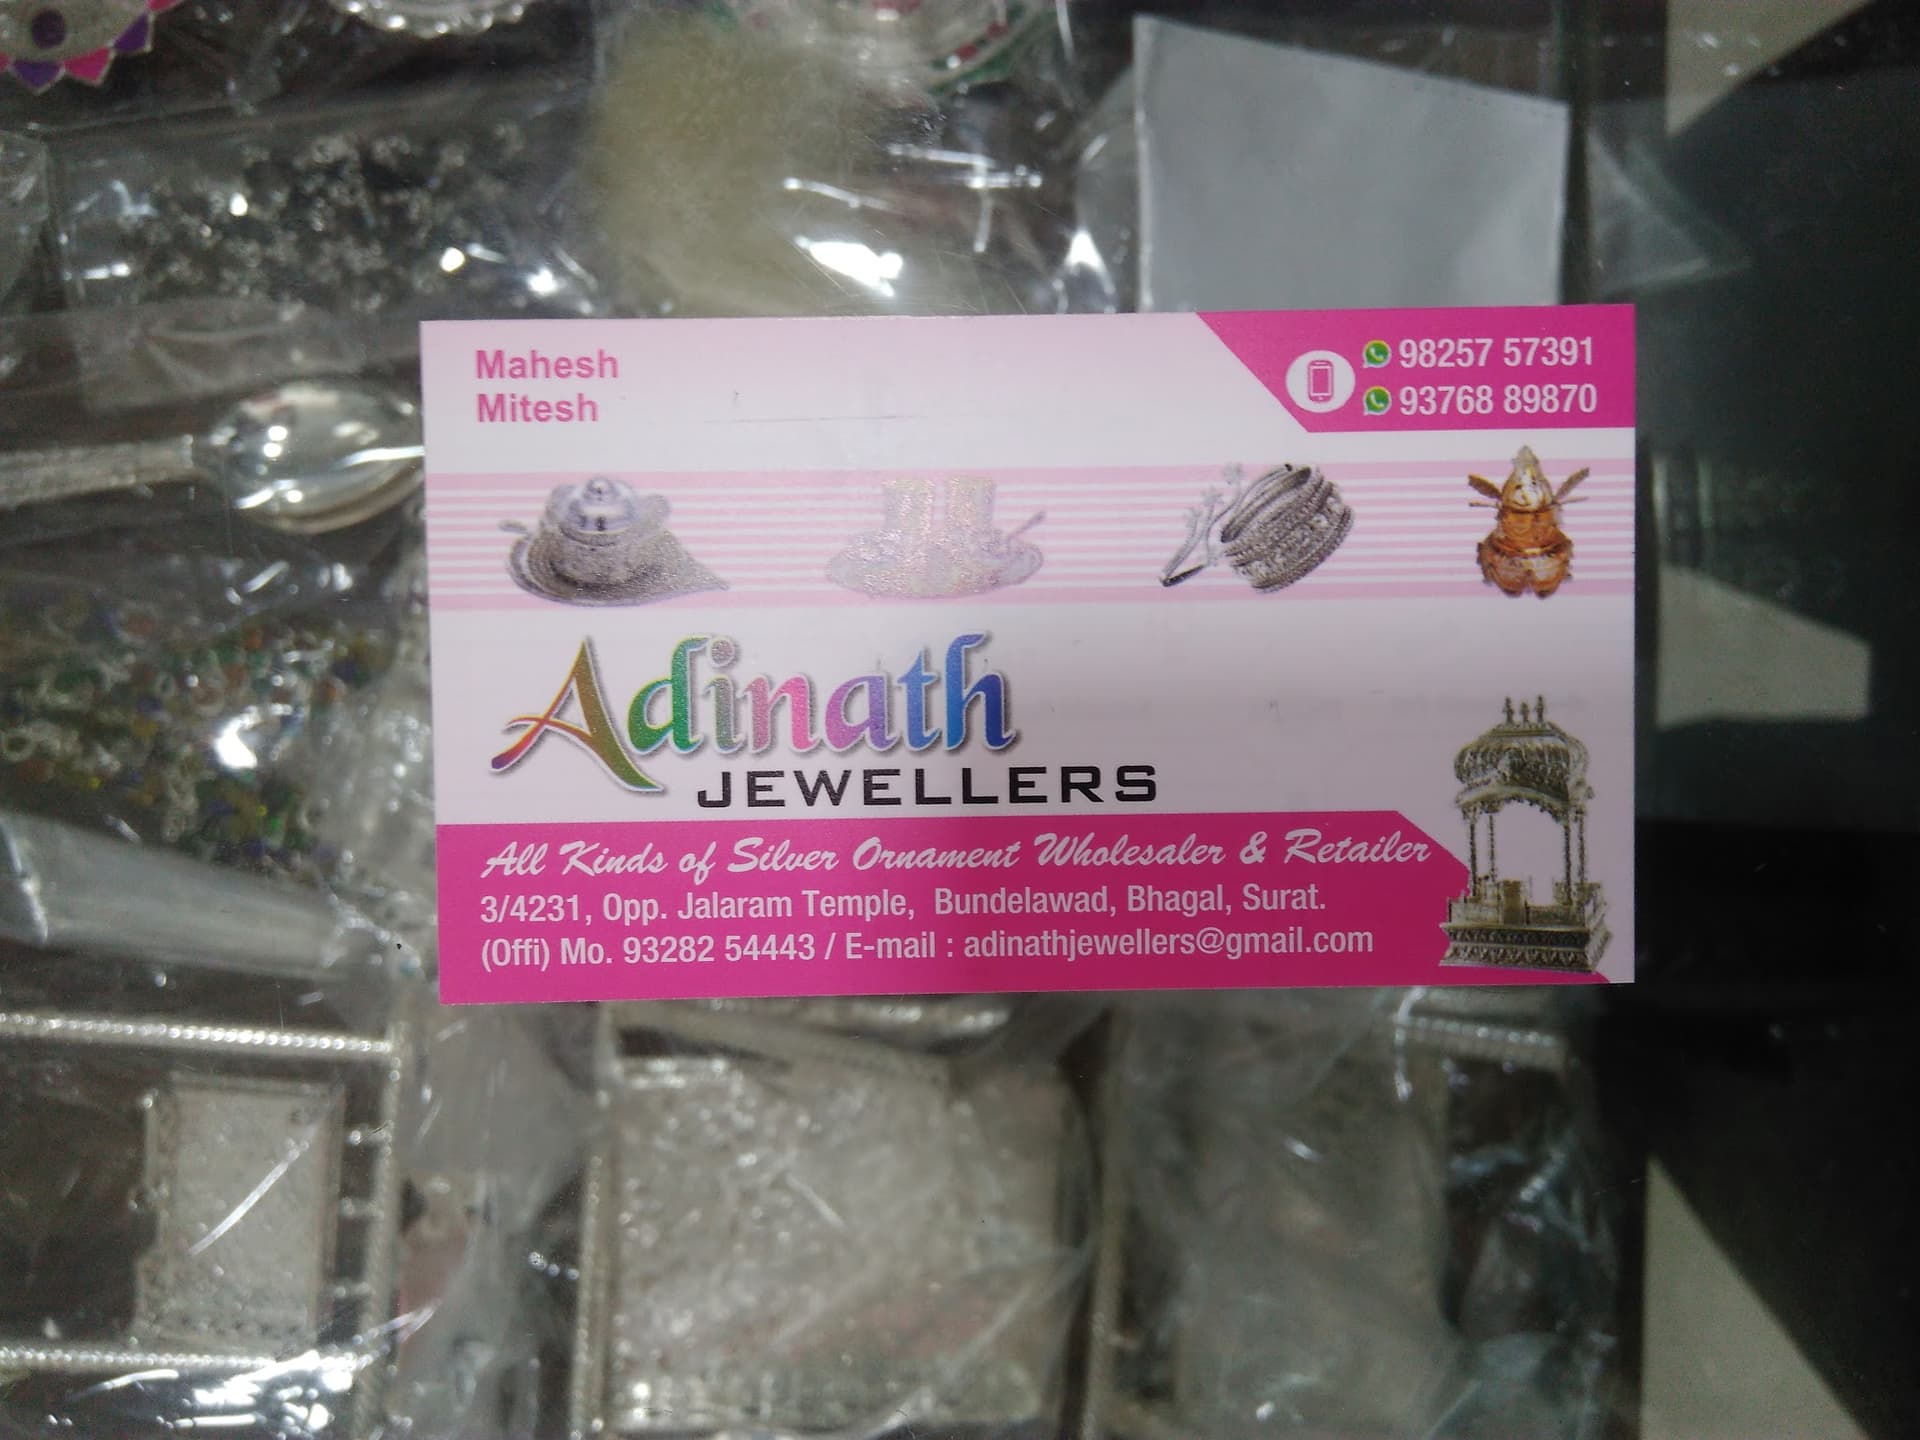 Mahesh
Mitesh
98257 57391
93768 89870
Adinath
JEWELLERS
All Kinds of Silver Ornament Wholesaler & Retailer
3/4231, Opp. Jalaram Temple, Bundelawad, Bhagal, Surat.
(Offi) Mo. 93282 54443 / E-mail : adinathjewellers@gmail.com